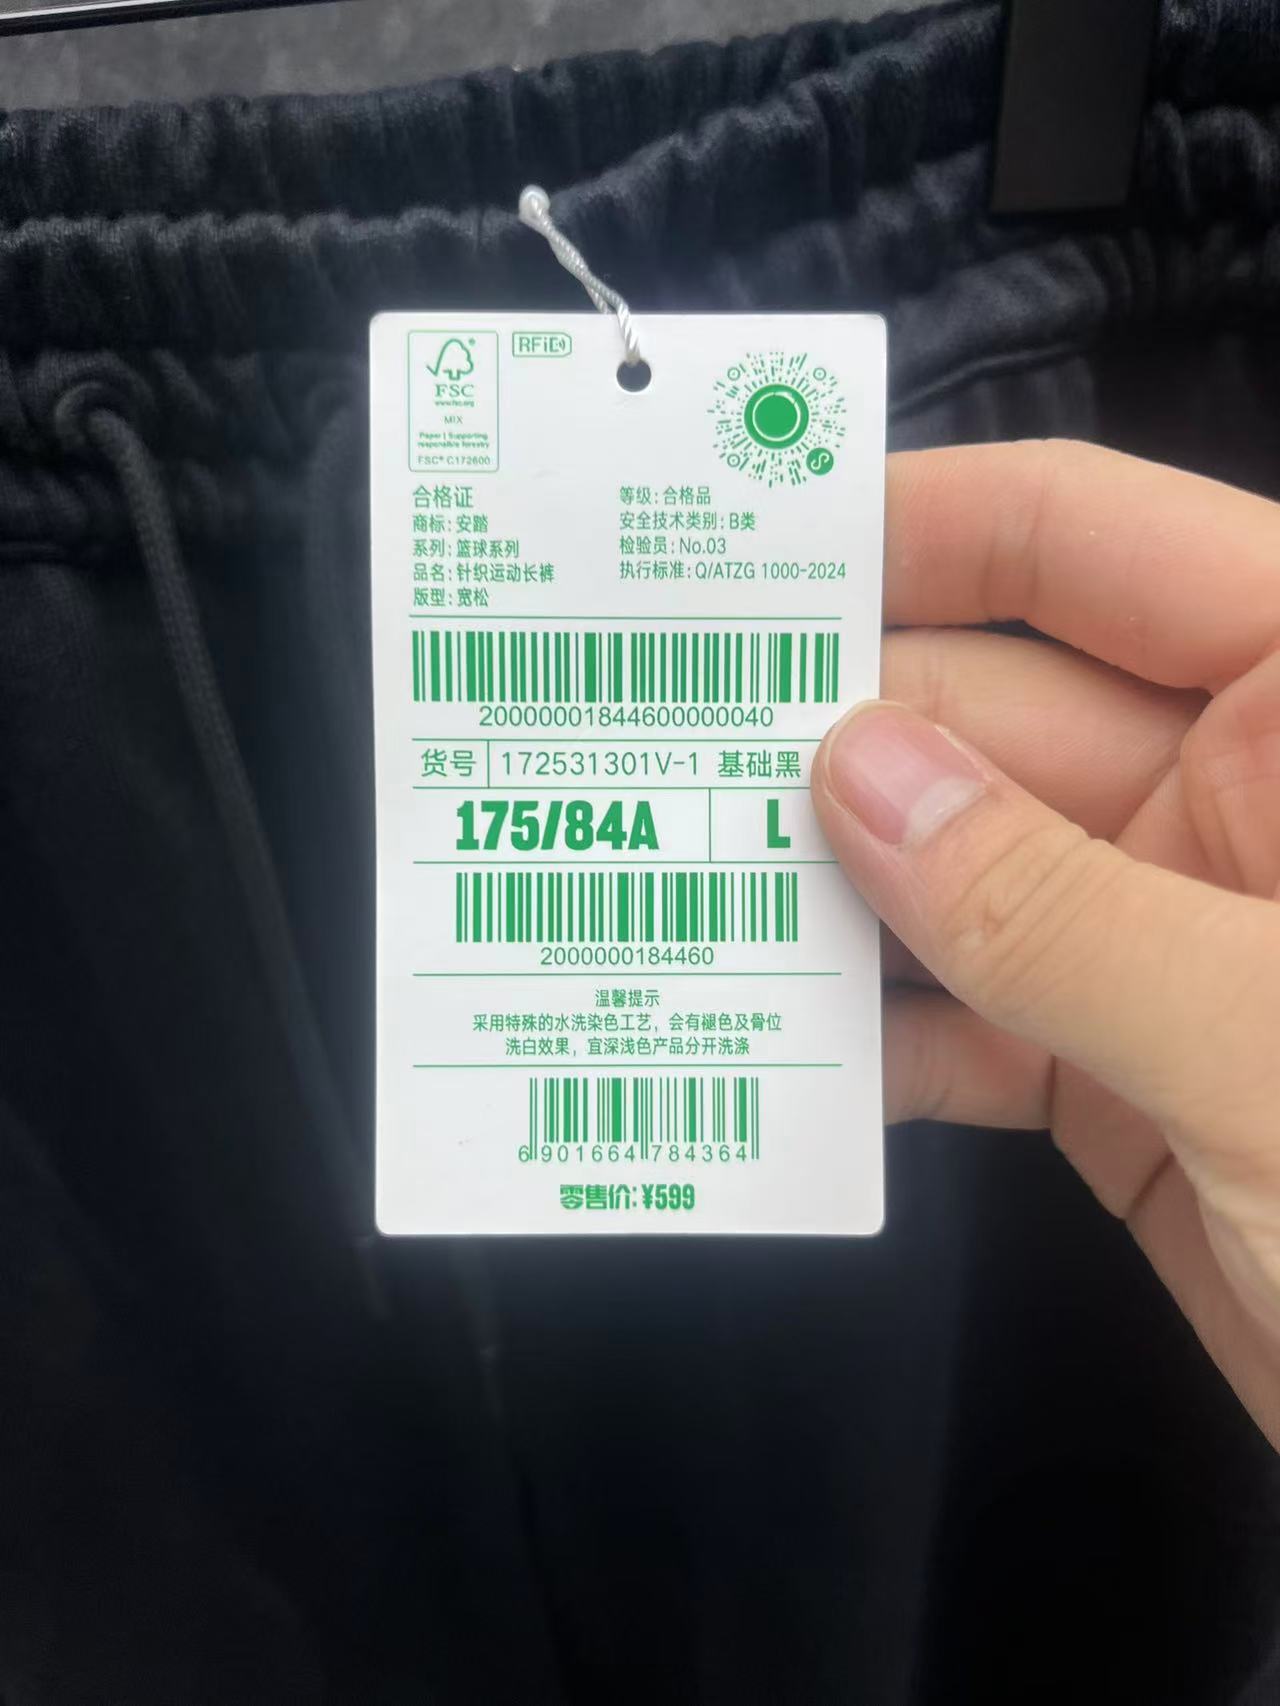 RFiD
FSC
www.fsc.org
MIX
Paper | Supporting
responsible forestry
FSC® C172600
合格证
商标:安踏
系列:篮球系列
品名:针织运动长裤
版型:宽松
等级:合格品
安全技术类别:B类
检验员:No.03
执行标准:Q/ATZG 1000-2024
20000001844600000040
货号 172531301V-1 基础黑
175/84A L
2000000184460
温馨提示
采用特殊的水洗染色工艺，会有褪色及骨位
洗白效果，宜深浅色产品分开洗涤
6901664784364
零售价:¥599